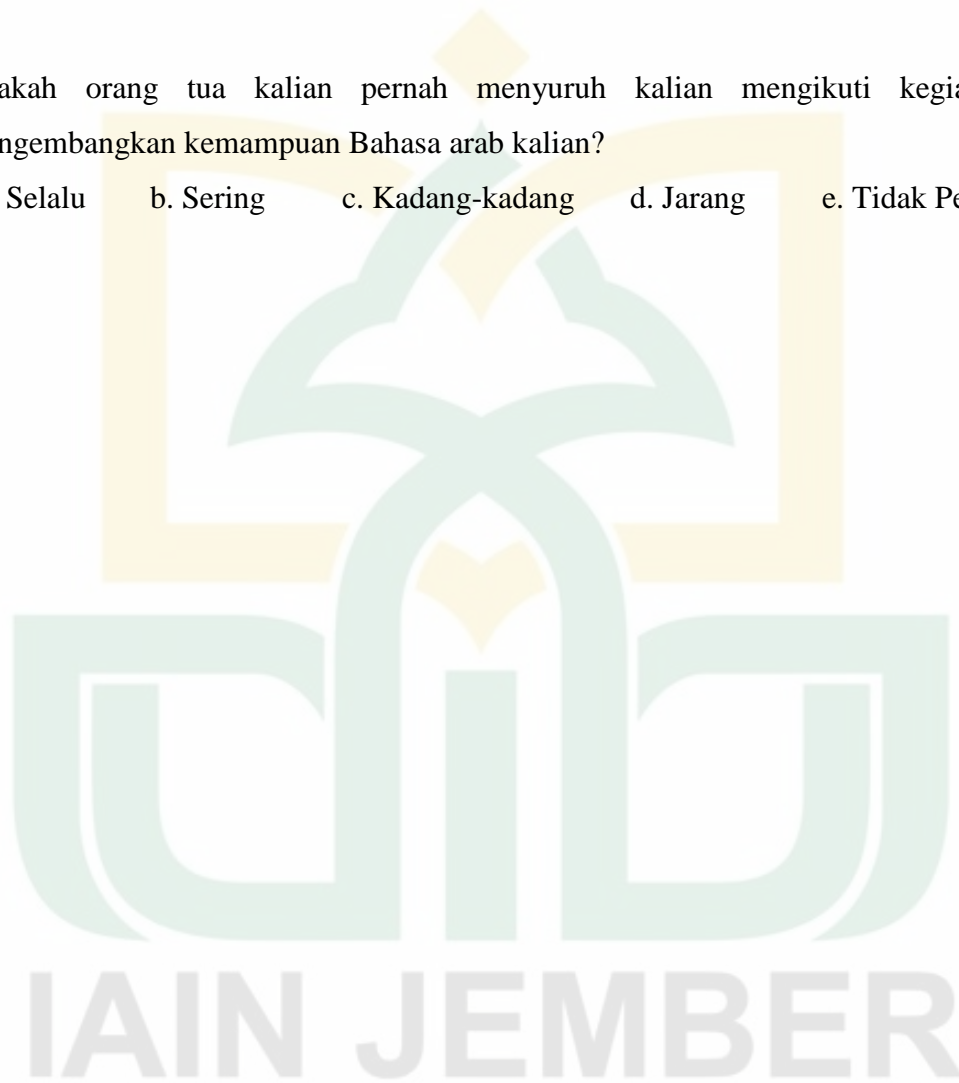 akah orang tua kalian pernah menyuruh kalian mengikuti kegia
ngembangkan kemampuan Bahasa arab kalian?
Selalu b. Sering c. Kadang-kadang d. Jarang e. Tidak Pe
IAIN JEMBER